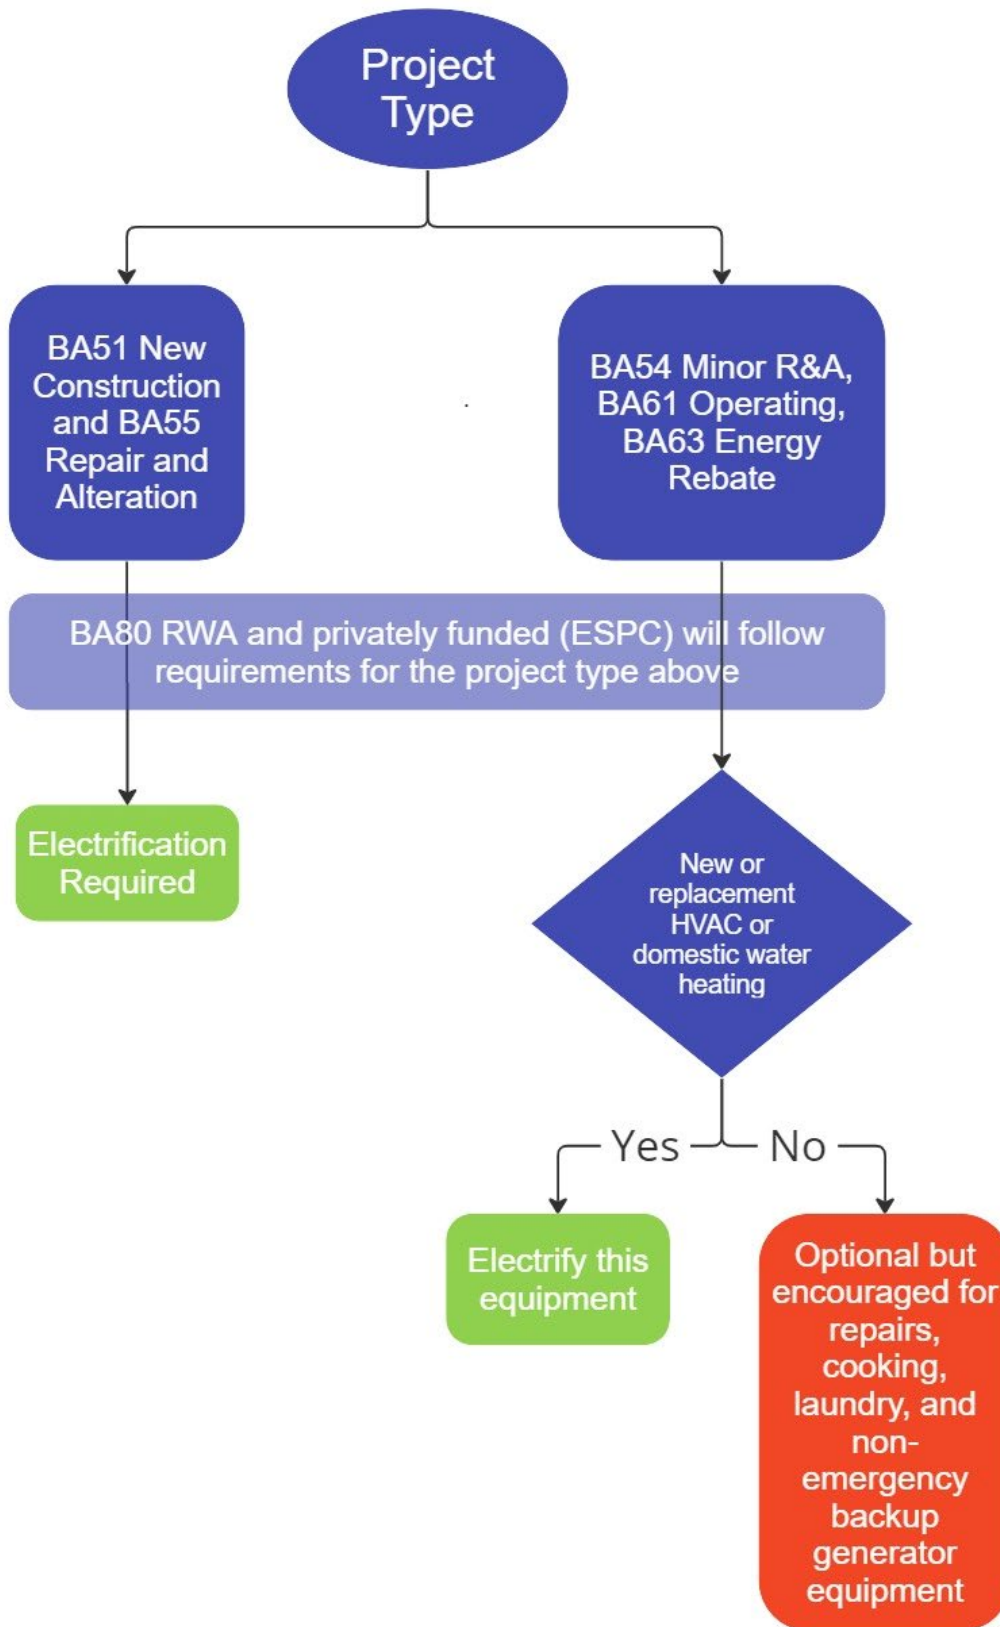 Project
Type
BA51 New
Construction
and BA55
Repair and
Alteration
BA54 Minor R&A,
BA61 Operating,
BA63 Energy
Rebate
BA80 RWA and privately funded (ESPC) will follow
requirements for the project type above
Electrification
Required
New or
replacement
HVAC or
domestic water
heating
Yes
No
Electrify this
equipment
Optional but
encouraged for
repairs,
cooking,
laundry, and
non-
emergency
backup
generator
equipment